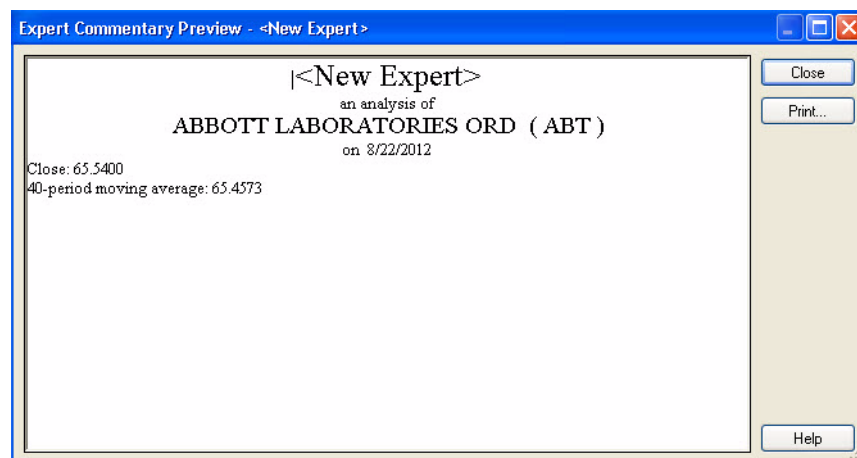 Expert Commentary Preview - <New Expert>
<New Expert>
an analysis of
ABBOTT LABORATORIES ORD ( ABT )
on 8/22/2012
Close: 65.5400
40-period moving average: 65.4573
Close
Print...
Help